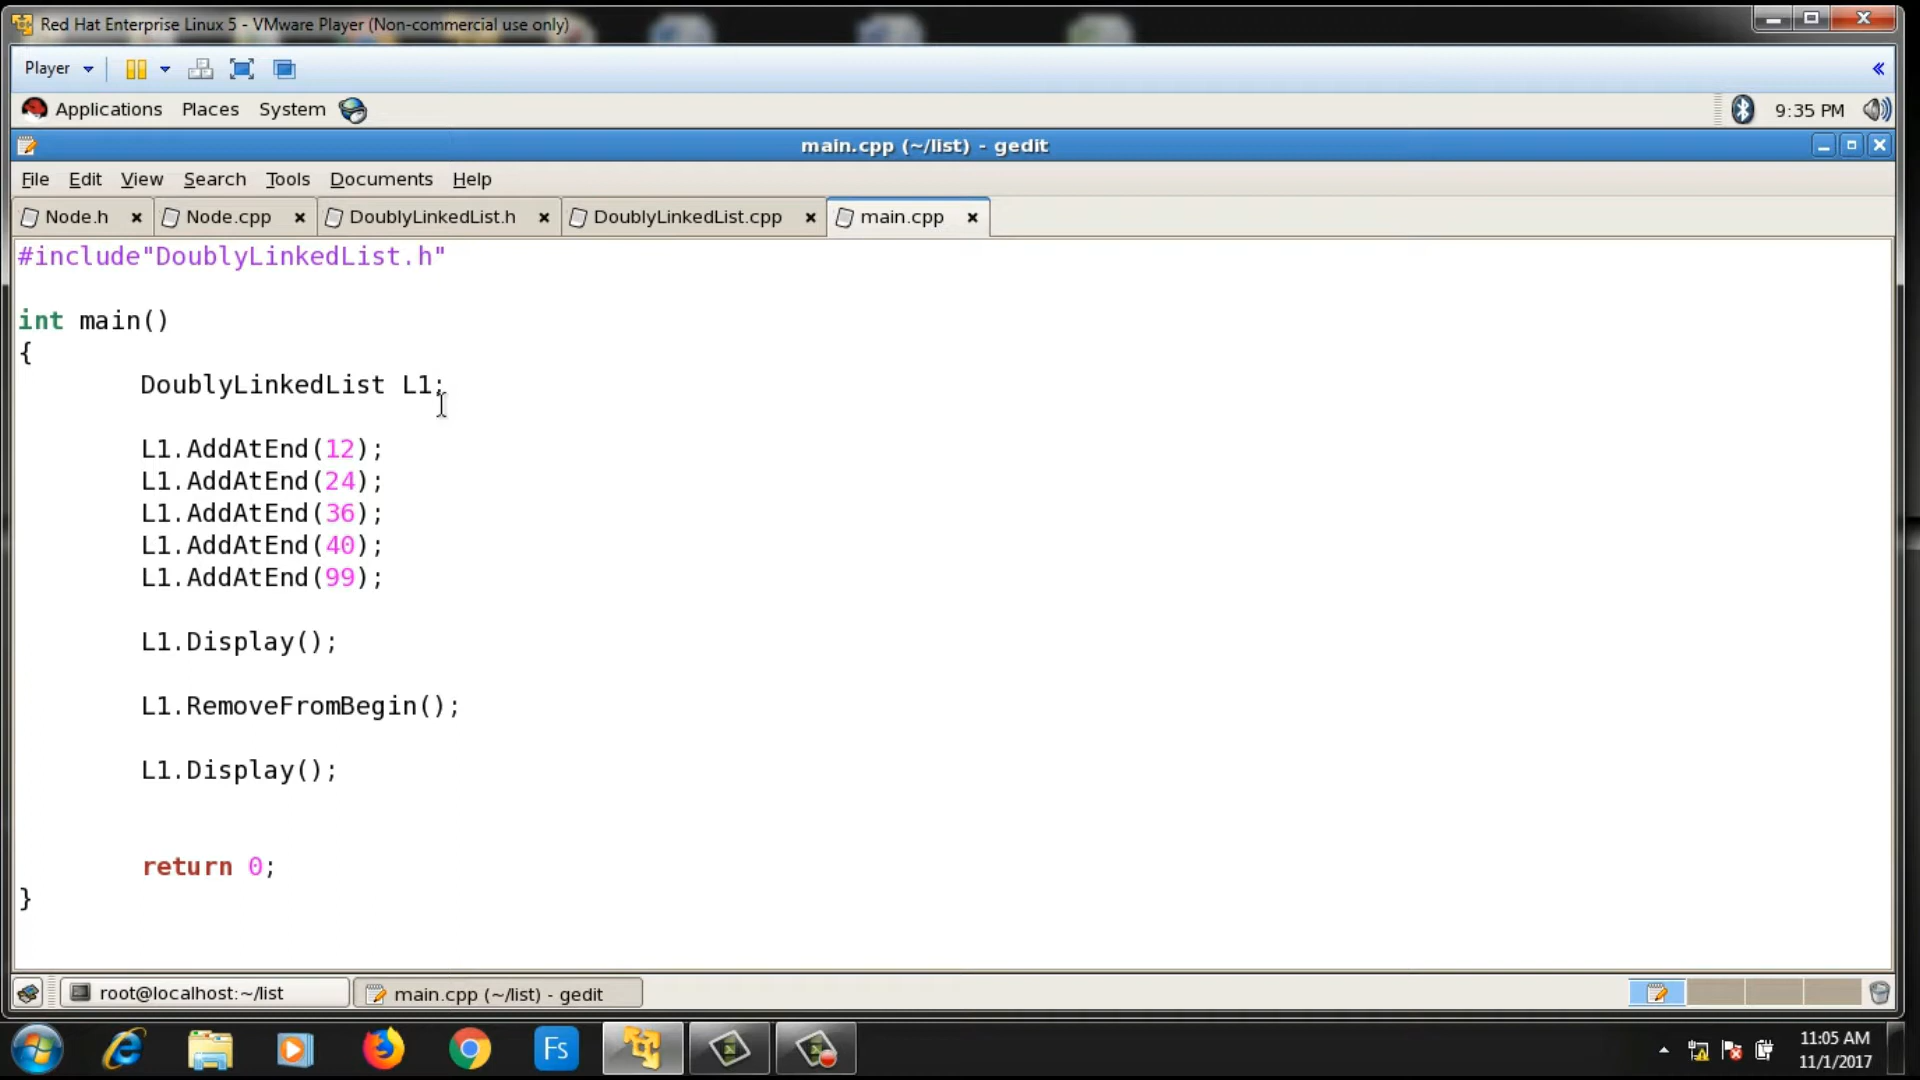 Red Hat Enterprise Linux 5 - VMware Player (Non-commercial use only)
Player
Applications Places System 9:35 PM
main.cpp (~/list) - gedit
File Edit View Search Tools Documents Help
Node.h Node.cpp DoublyLinkedList.h DoublyLinkedList.cpp main.cpp
#include"DoublyLinkedList.h"
int main()
{
DoublyLinkedList L1;
L1.AddAtEnd(12);
L1.AddAtEnd(24);
L1.AddAtEnd(36);
L1.AddAtEnd(40);
L1.AddAtEnd(99);
L1.Display();
L1.RemoveFromBegin();
L1.Display();
return 0;
}
root@localhost:~/list main.cpp (~/list) - gedit
Fs
11:05 AM
11/1/2017